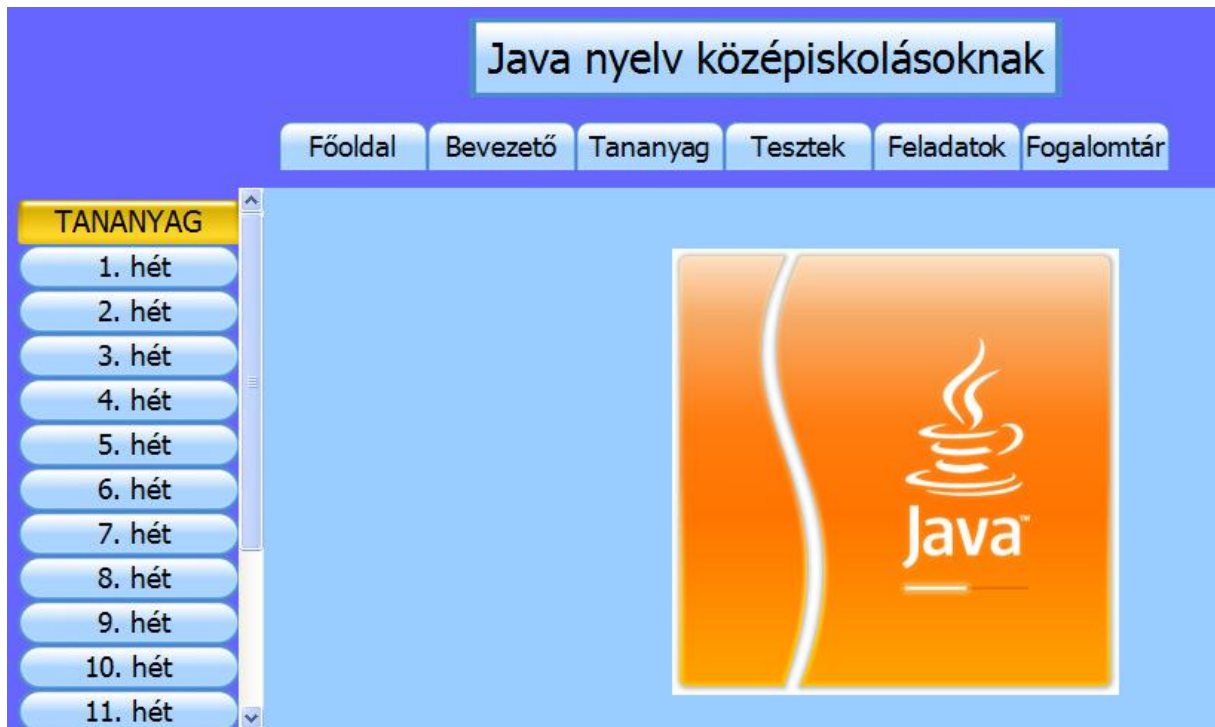 Java nyelv középiskolásoknak
Főoldal Bevezető Tananyag Tesztek Feladatok Fogalomtár
TANANYAG
1. hét
2. hét
3. hét
4. hét
5. hét
6. hét
7. hét
8. hét
9. hét
10. hét
11. hét
Java™